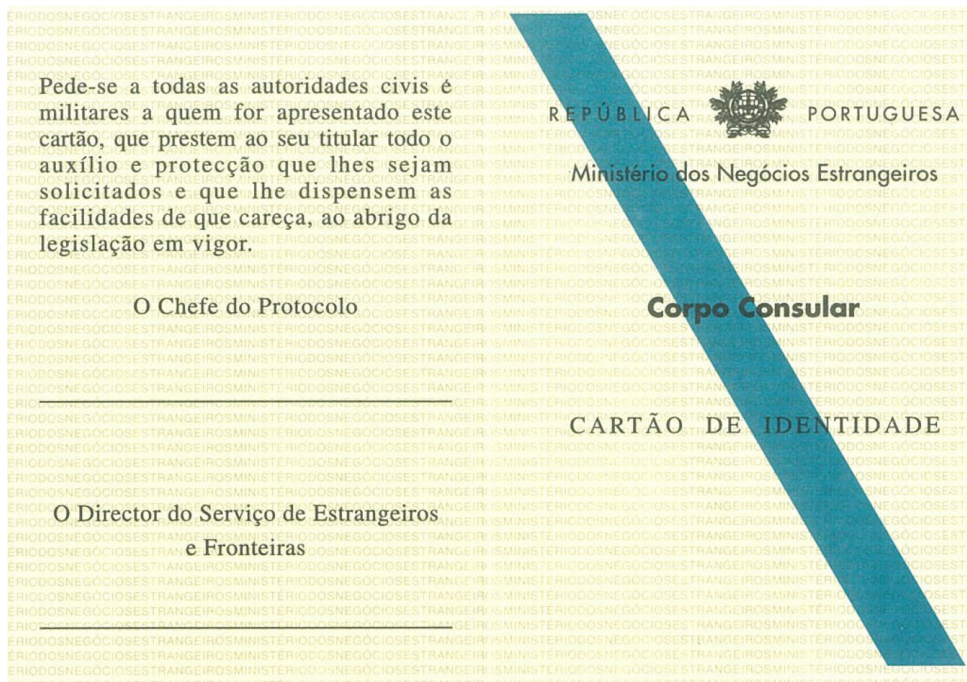 Pede-se a todas as autoridades civis e
militares a quem for apresentado este
cartão, que prestem ao seu titular todo o
auxílio e protecção que lhes sejam
solicitados e que lhe dispensem as
facilidades de que careça, ao abrigo da
legislação em vigor.
O Chefe do Protocolo
O Director do Serviço de Estrangeiros
e Fronteiras
REPÚBLICA PORTUGUESA
Ministério dos Negócios Estrangeiros
Corpo Consular
CARTÃO DE IDENTIDADE